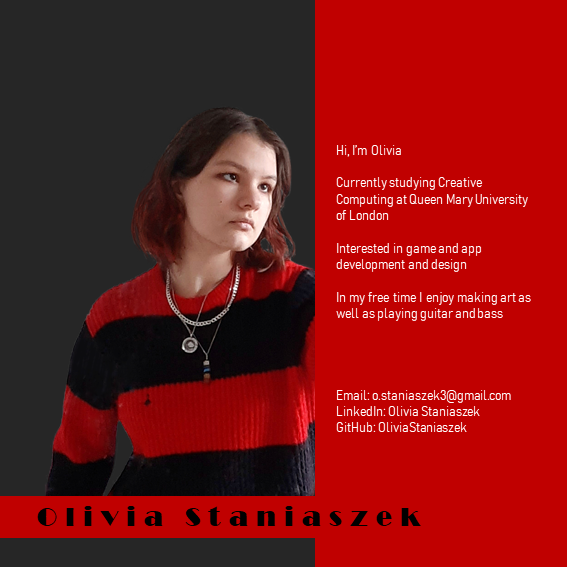 Hi, I'm Olivia
Currently studying Creative
Computing at Queen Mary University
of London
Interested in game and app
development and design
In my free time I enjoy making art as
well as playing guitar and bass
Email: o.staniaszek3@gmail.com
LinkedIn: Olivia Staniaszek
GitHub: OliviaStaniaszek
Olivia Staniaszek